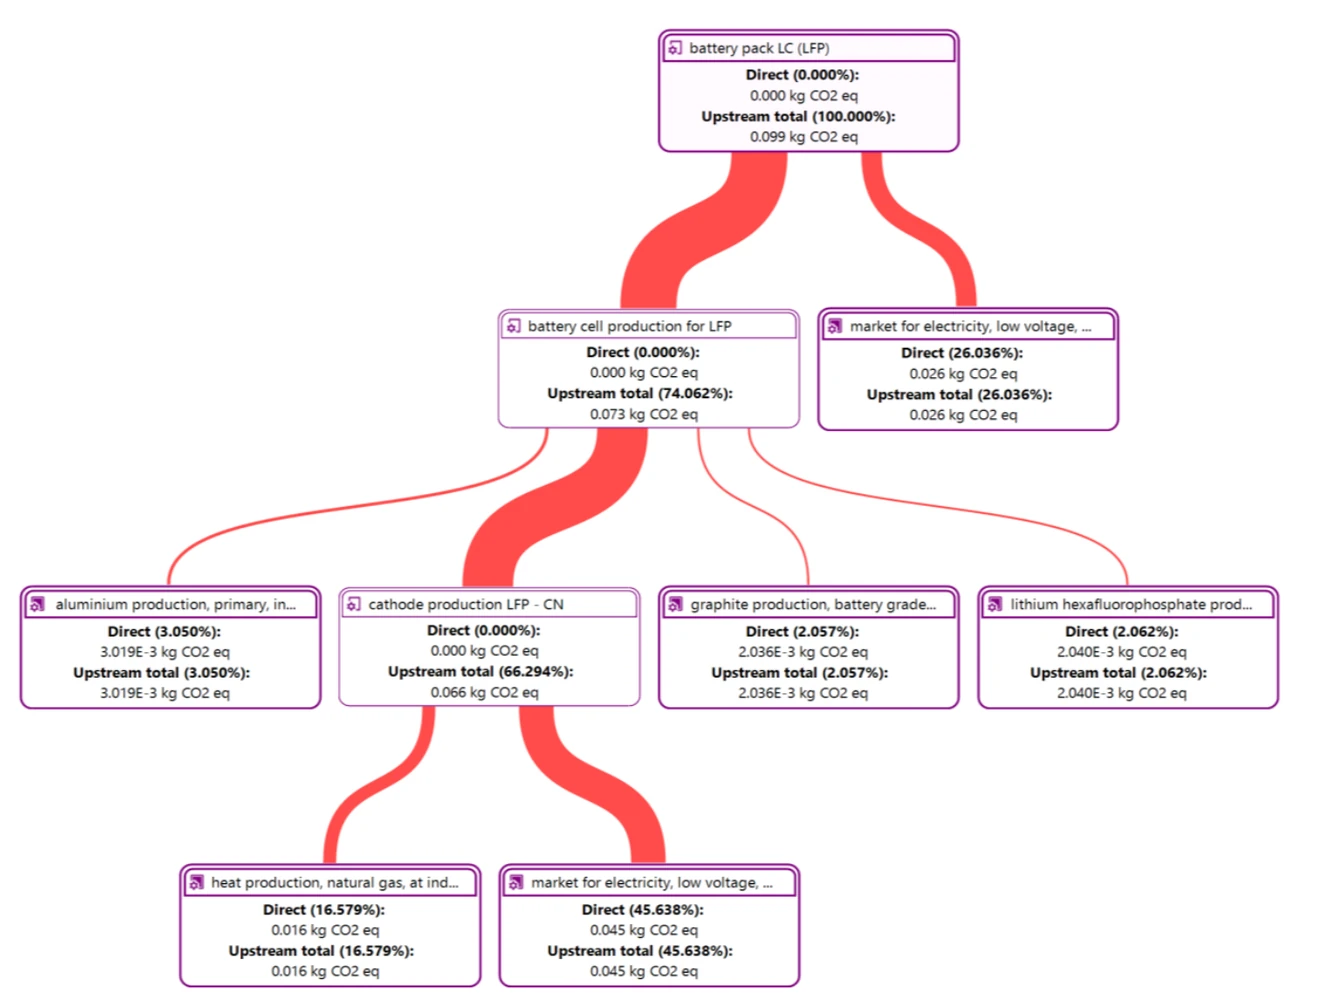 battery pack LC (LFP)
Direct (0.000%):
0.000 kg CO2 eq
Upstream total (100.000%):
0.099 kg CO2 eq
battery cell production for LFP
Direct (0.000%):
0.000 kg CO2 eq
Upstream total (74.062%):
0.073 kg CO2 eq
market for electricity, low voltage, ...
Direct (26.036%):
0.026 kg CO2 eq
Upstream total (26.036%):
0.026 kg CO2 eq
aluminium production, primary, in...
Direct (3.050%):
3.019E-3 kg CO2 eq
Upstream total (3.050%):
3.019E-3 kg CO2 eq
cathode production LFP - CN
Direct (0.000%):
0.000 kg CO2 eq
Upstream total (66.294%):
0.066 kg CO2 eq
graphite production, battery grade...
Direct (2.057%):
2.036E-3 kg CO2 eq
Upstream total (2.057%):
2.036E-3 kg CO2 eq
lithium hexafluorophosphate prod...
Direct (2.062%):
2.040E-3 kg CO2 eq
Upstream total (2.062%):
2.040E-3 kg CO2 eq
heat production, natural gas, at ind...
Direct (16.579%):
0.016 kg CO2 eq
Upstream total (16.579%):
0.016 kg CO2 eq
market for electricity, low voltage, ...
Direct (45.638%):
0.045 kg CO2 eq
Upstream total (45.638%):
0.045 kg CO2 eq